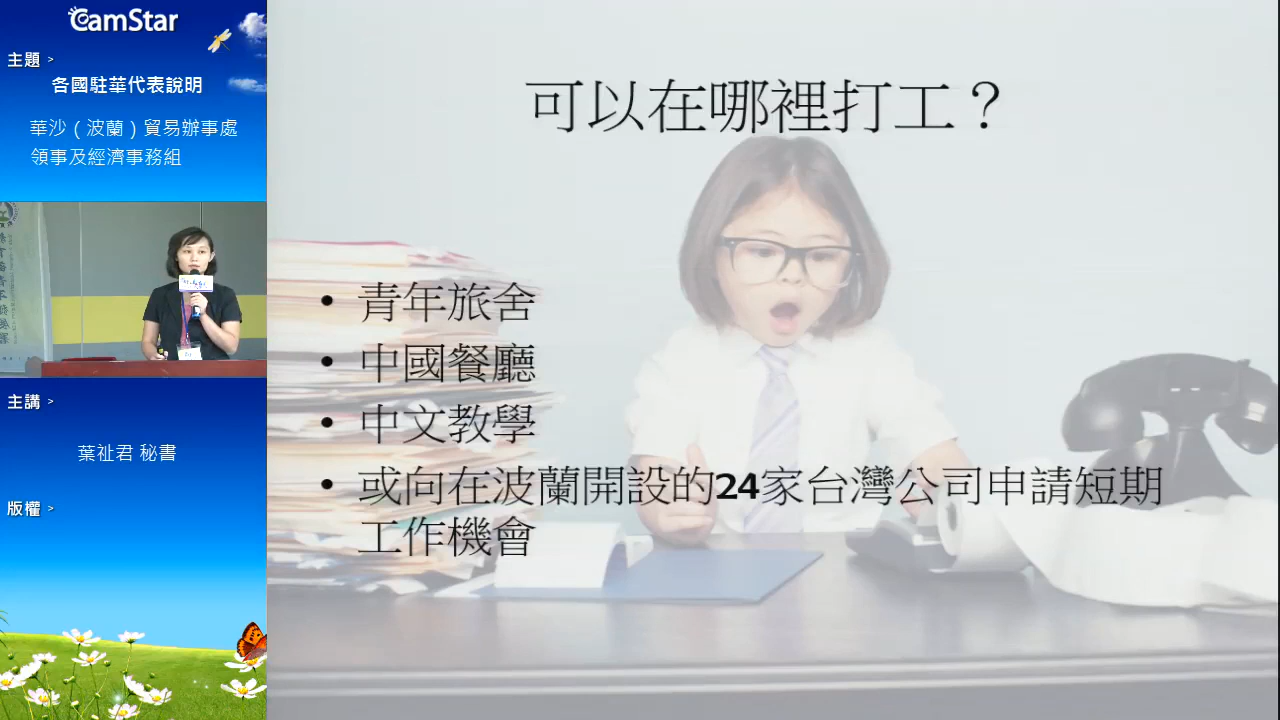 CamStar
主題 >
各國駐華代表說明
華沙（波蘭）貿易辦事處
領事及經濟事務組
主講 >
葉祉君 秘書
版權 >
可以在哪裡打工？
• 青年旅舍
• 中國餐廳
• 中文教學
• 或向在波蘭開設的24家台灣公司申請短期
工作機會